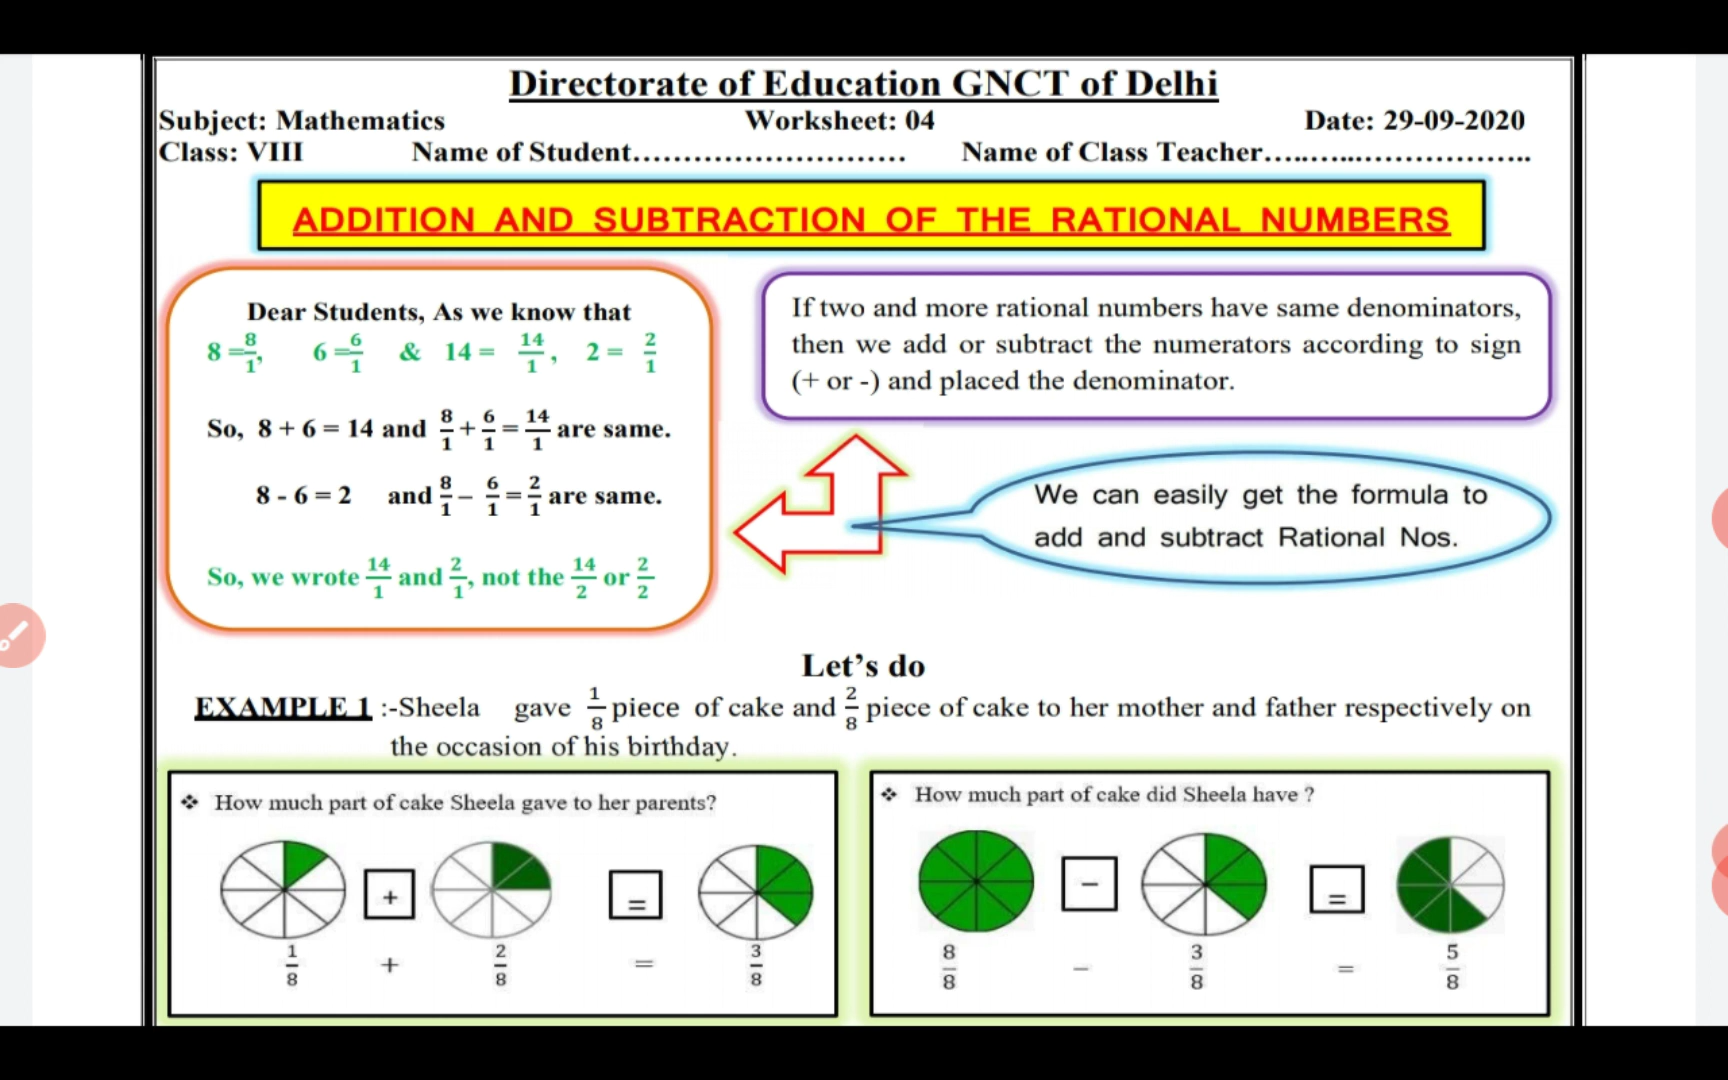 Directorate of Education GNCT of Delhi
Subject: Mathematics Worksheet: 04 Date: 29-09-2020
Class: VIII Name of Student........................... Name of Class Teacher.................................
ADDITION AND SUBTRACTION OF THE RATIONAL NUMBERS
Dear Students, As we know that
8 = 8/1, 6 = 6/1 & 14 = 14/1, 2 = 2/1
So, 8 + 6 = 14 and 8/1 + 6/1 = 14/1 are same.
8 - 6 = 2 and 8/1 − 6/1 = 2/1 are same.
So, we wrote 14/1 and 2/1, not the 14/2 or 2/2
If two and more rational numbers have same denominators,
then we add or subtract the numerators according to sign
(+ or -) and placed the denominator.
We can easily get the formula to
add and subtract Rational Nos.
Let's do
EXAMPLE 1 :-Sheela gave 1/8 piece of cake and 2/8 piece of cake to her mother and father respectively on
the occasion of his birthday.
❖ How much part of cake Sheela gave to her parents?
+ =
1/8 + 2/8 = 3/8
❖ How much part of cake did Sheela have ?
− =
8/8 − 3/8 = 5/8